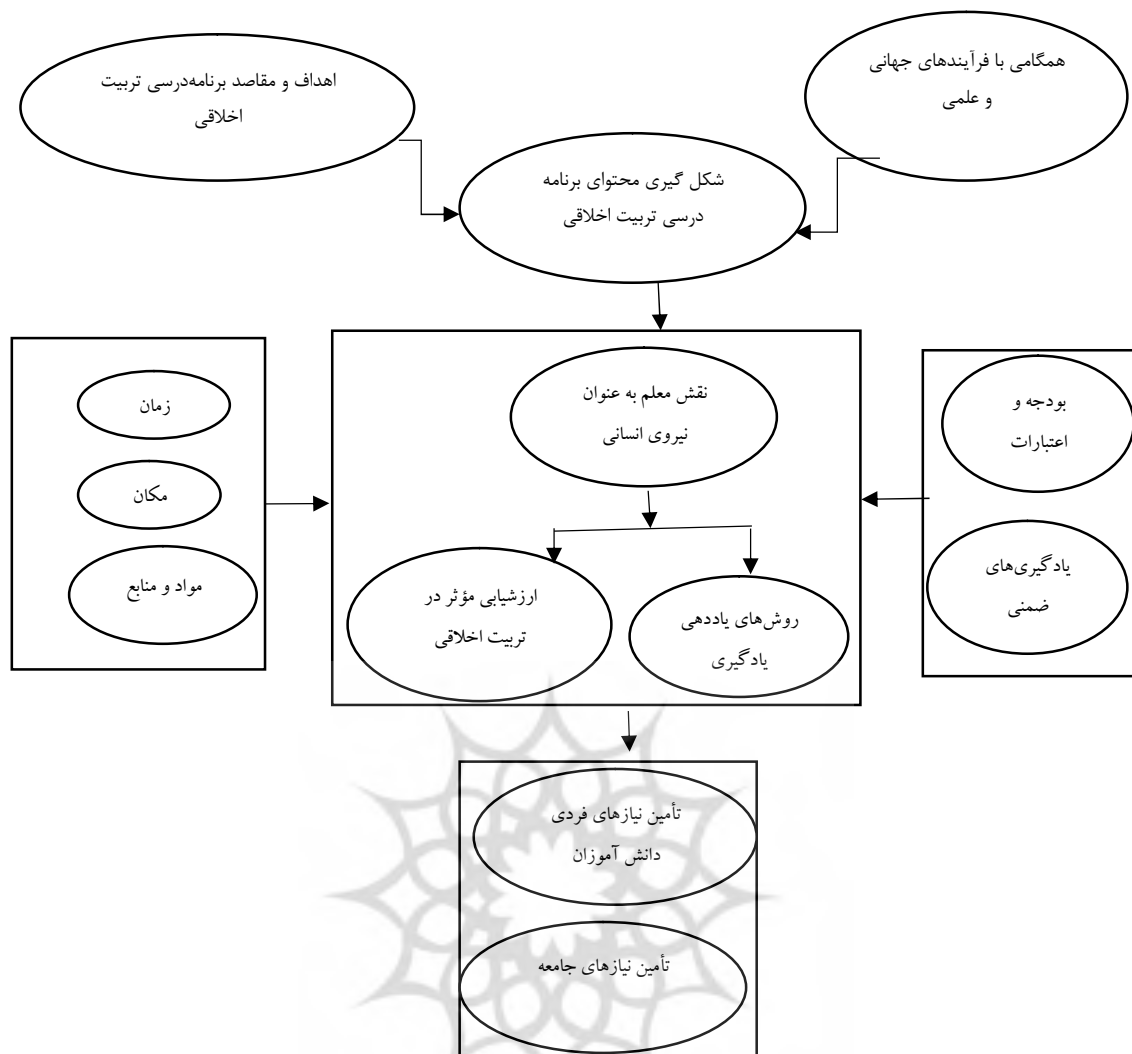 همگامی با فرآیندهای جهانی
و علمی
اهداف و مقاصد برنامه‌درسی تربیت
اخلاقی
شکل گیری محتوای برنامه
درسی تربیت اخلاقی
بودجه و
اعتبارات
یادگیری‌های
ضمنی
نقش معلم به عنوان
نیروی انسانی
روش‌های یاددهی
یادگیری
ارزشیابی مؤثر در
تربیت اخلاقی
زمان
مکان
مواد و منابع
تأمین نیازهای فردی
دانش آموزان
تأمین نیازهای جامعه